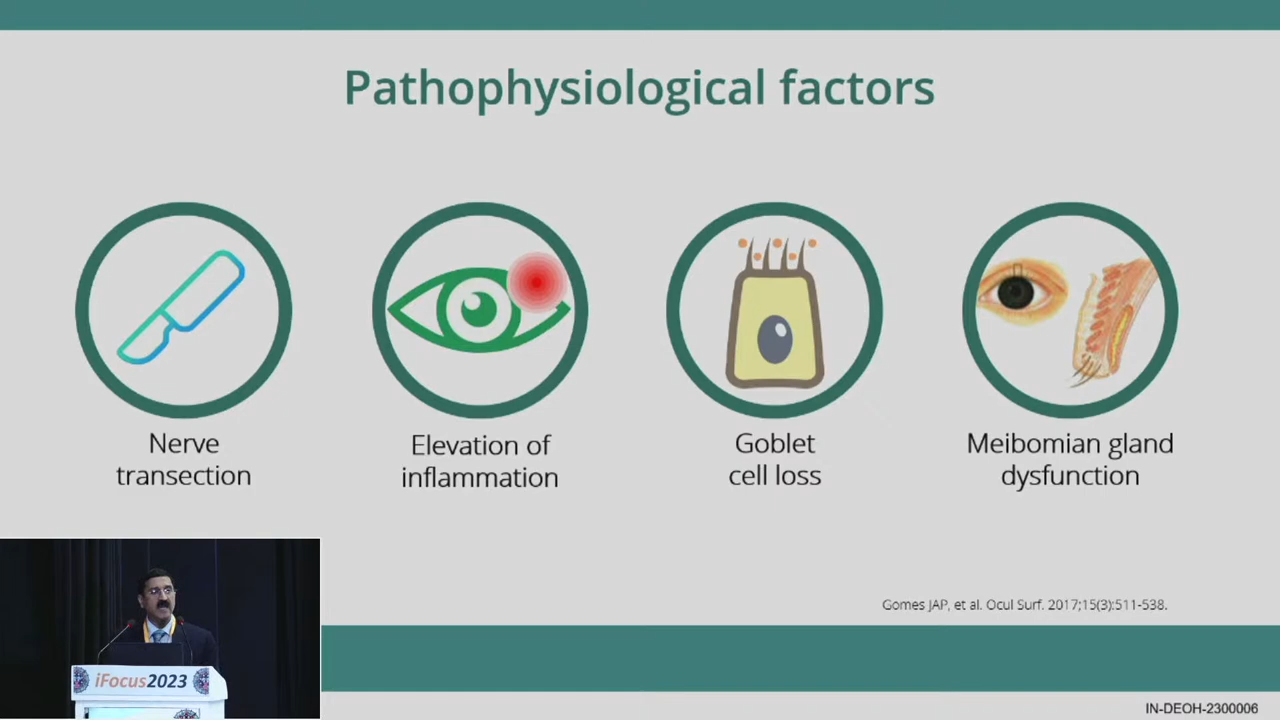 Pathophysiological factors
Nerve
transection
Elevation of
inflammation
Goblet
cell loss
Meibomian gland
dysfunction
Gomes JAP, et al. Ocul Surf. 2017;15(3):511-538.
iFocus2023
IN-DEOH-2300006